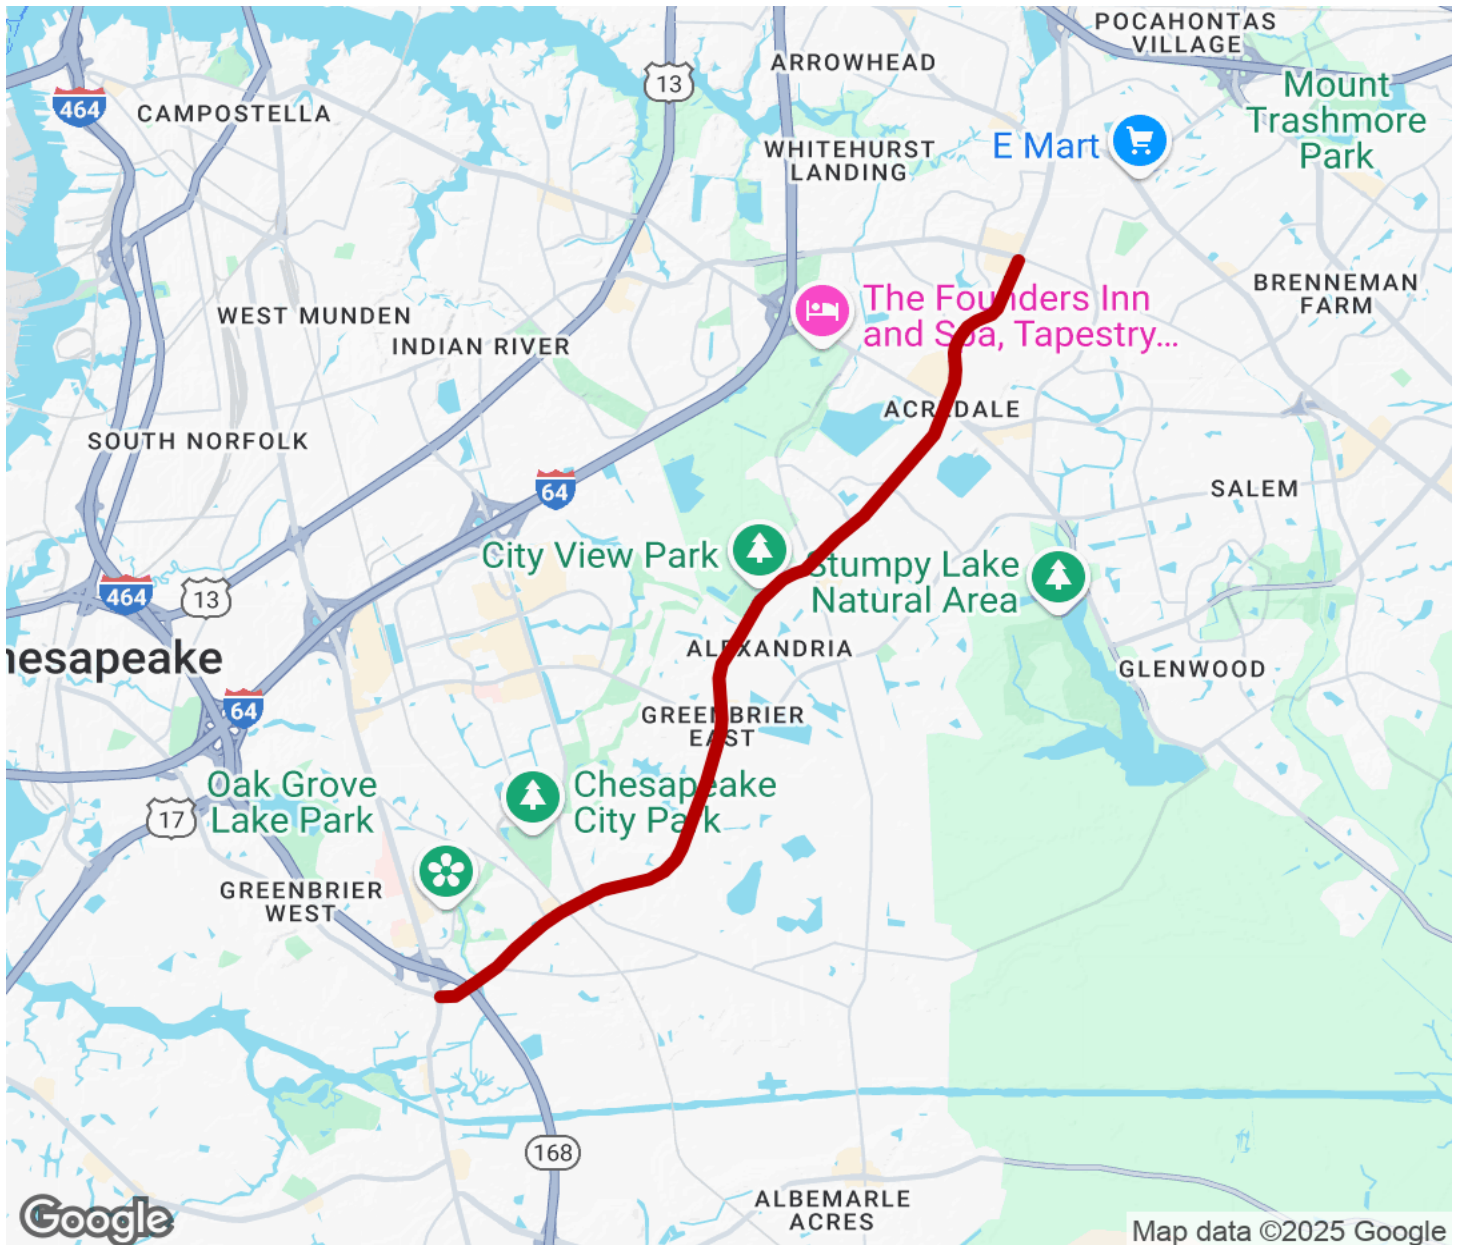 POCAHONTAS
VILLAGE
ARROWHEAD
13
464
CAMPOSTELLA
Mount
Trashmore
Park
E Mart
WHITEHURST
LANDING
BRENNEMAN
FARM
The Founders Inn
and Spa, Tapestry...
WEST MUNDEN
INDIAN RIVER
ACREDALE
SOUTH NORFOLK
64
SALEM
City View Park
Stumpy Lake
Natural Area
464
13
hesapeake
ALEXANDRIA
GLENWOOD
64
GREENBRIER
EAST
Oak Grove
Lake Park
17
Chesapeake
City Park
GREENBRIER
WEST
168
ALBEMARLE
ACRES
Google
Map data ©2025 Google